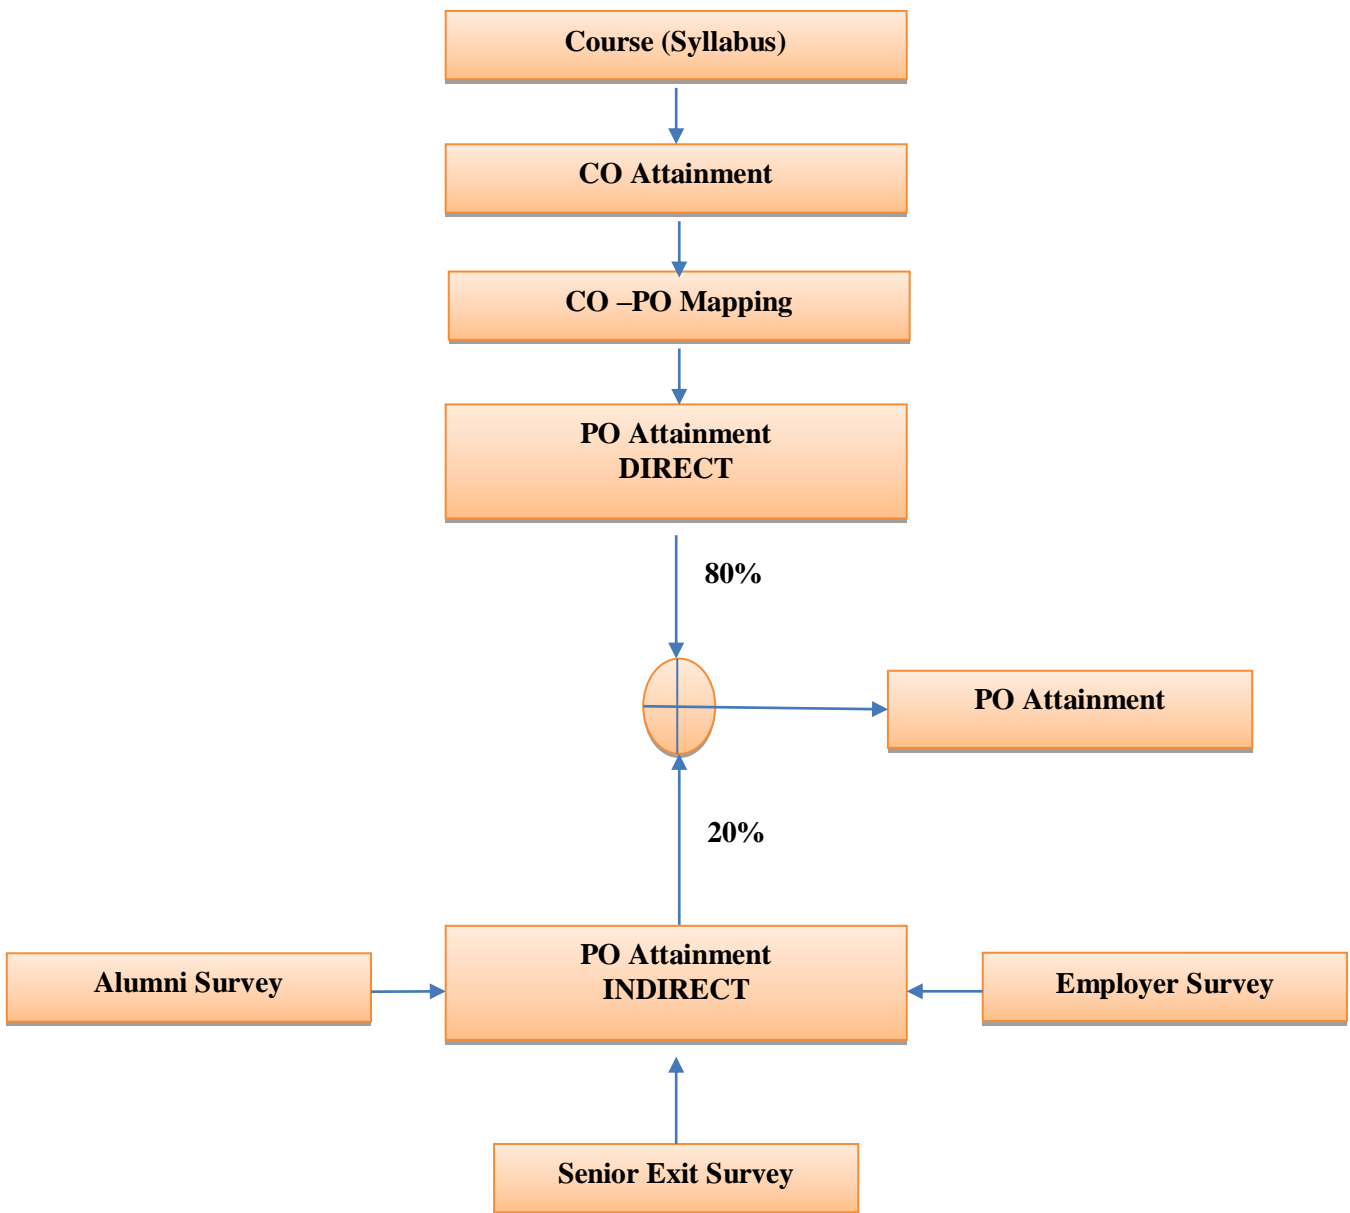 Course (Syllabus)
CO Attainment
CO –PO Mapping
PO Attainment
DIRECT
80%
PO Attainment
20%
PO Attainment
INDIRECT
Alumni Survey
Employer Survey
Senior Exit Survey